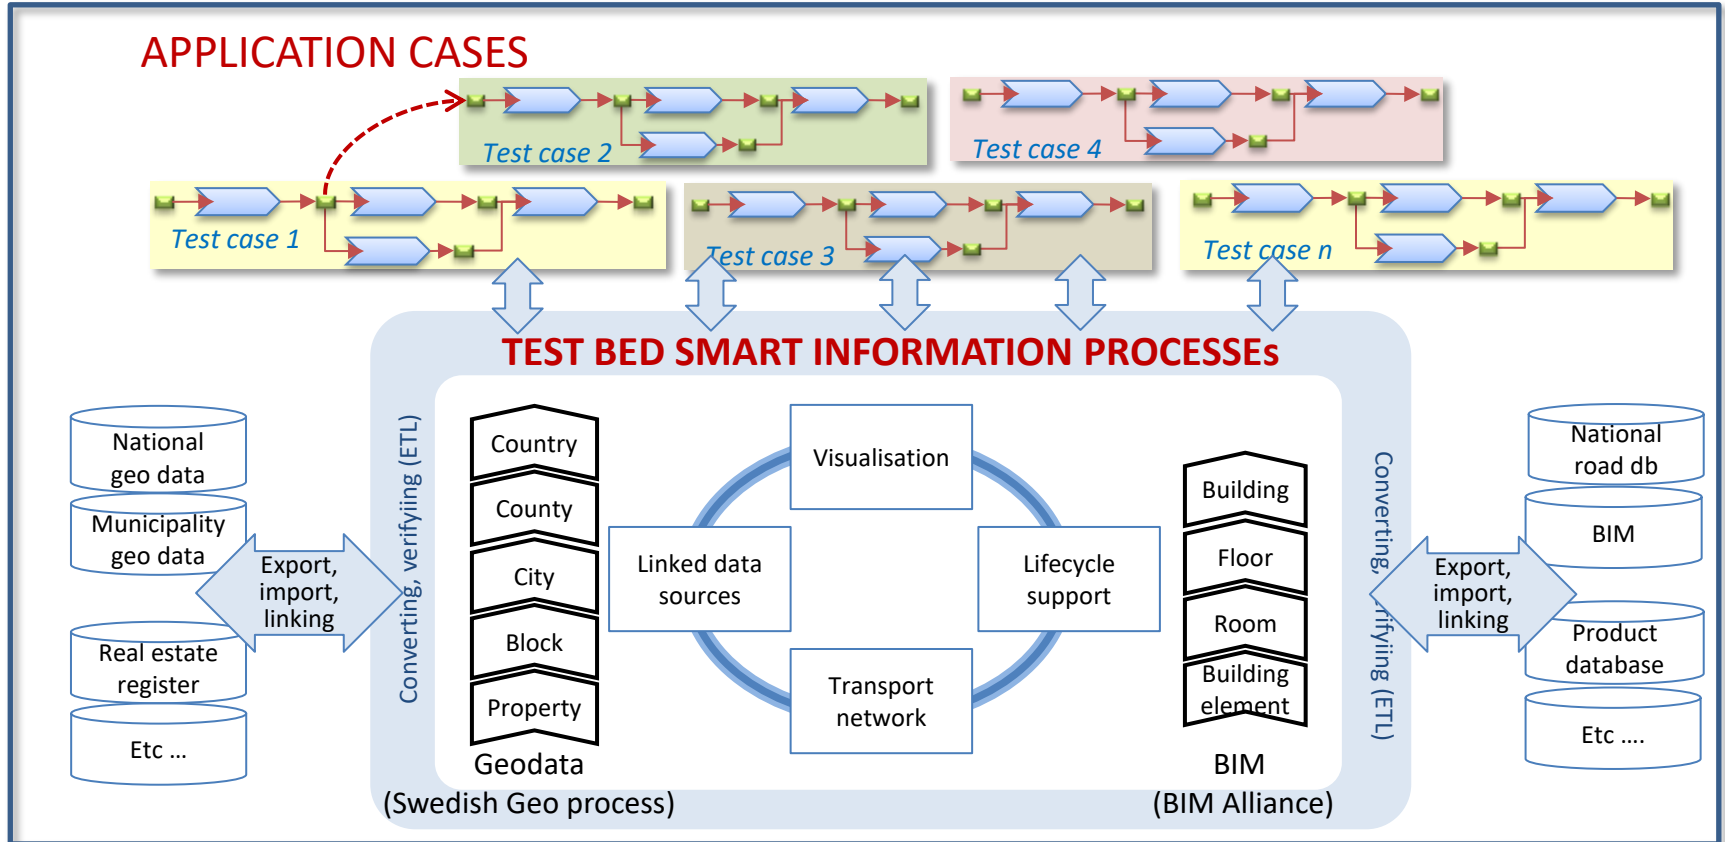 APPLICATION CASES
Test case 2
Test case 4
Test case 1
Test case 3
Test case n
TEST BED SMART INFORMATION PROCESSEs
National
geo data
Municipality
geo data
Real estate
register
Etc ...
Export,
import,
linking
Converting, verifyiing (ETL)
Country
County
City
Block
Property
Geodata
(Swedish Geo process)
Visualisation
Linked data
sources
Lifecycle
support
Transport
network
Building
Floor
Room
Building
element
BIM
(BIM Alliance)
Converting, verifyiing (ETL)
Export,
import,
linking
National
road db
BIM
Product
database
Etc ....